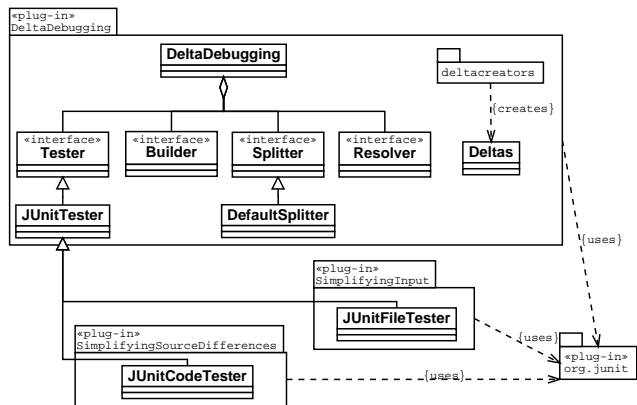 «plug-in»
DeltaDebugging
DeltaDebugging
deltacreators
{creates}
«interface»
Tester
«interface»
Builder
«interface»
Splitter
«interface»
Resolver
Deltas
JUnitTester
DefaultSplitter
{uses}
«plug-in»
SimplifyingInput
JUnitFileTester
{uses}
«plug-in»
SimplifyingSourceDifferences
JUnitCodeTester
{uses}
«plug-in»
org.junit